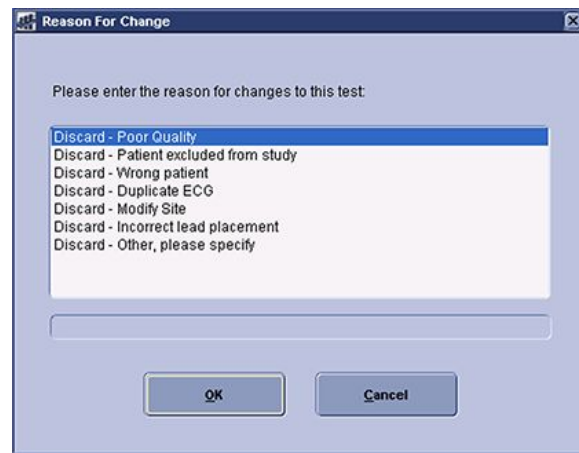 Reason For Change
Please enter the reason for changes to this test:
Discard - Poor Quality
Discard - Patient excluded from study
Discard - Wrong patient
Discard - Duplicate ECG
Discard - Modify Site
Discard - Incorrect lead placement
Discard - Other, please specify
OK
Cancel